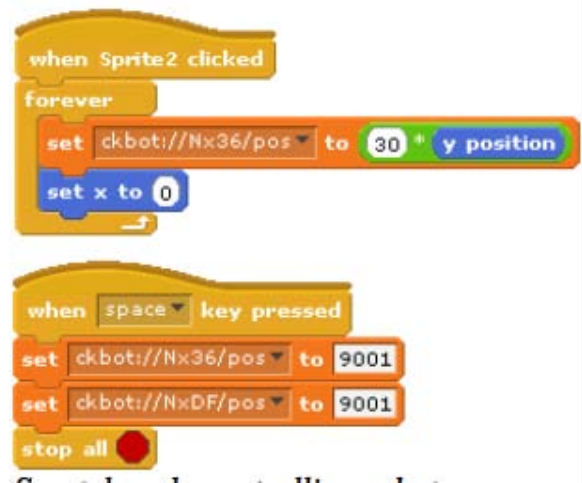 when Sprite2 clicked
forever
set ckbot://Nx36/pos to 30 * y position
set x to 0
when space key pressed
set ckbot://Nx36/pos to 9001
set ckbot://NxDF/pos to 9001
stop all